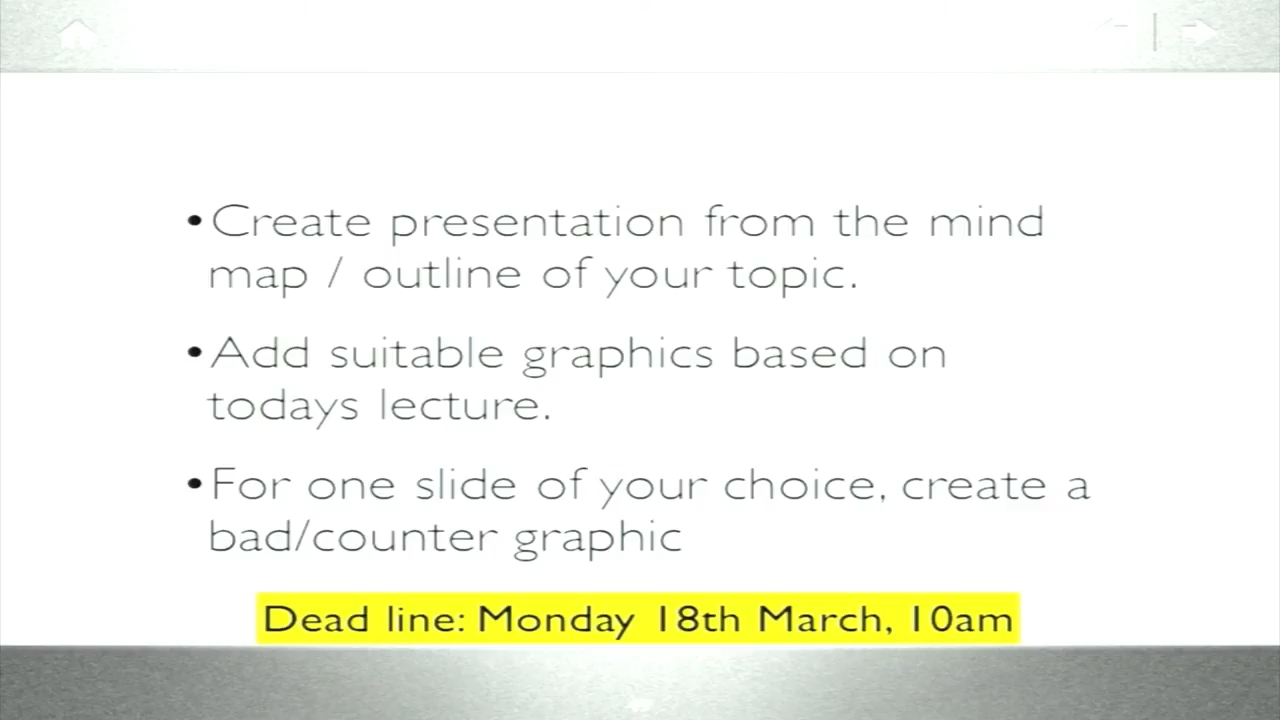 •Create presentation from the mind
map / outline of your topic.
•Add suitable graphics based on
todays lecture.
•For one slide of your choice, create a
bad/counter graphic
Dead line: Monday 18th March, 10am